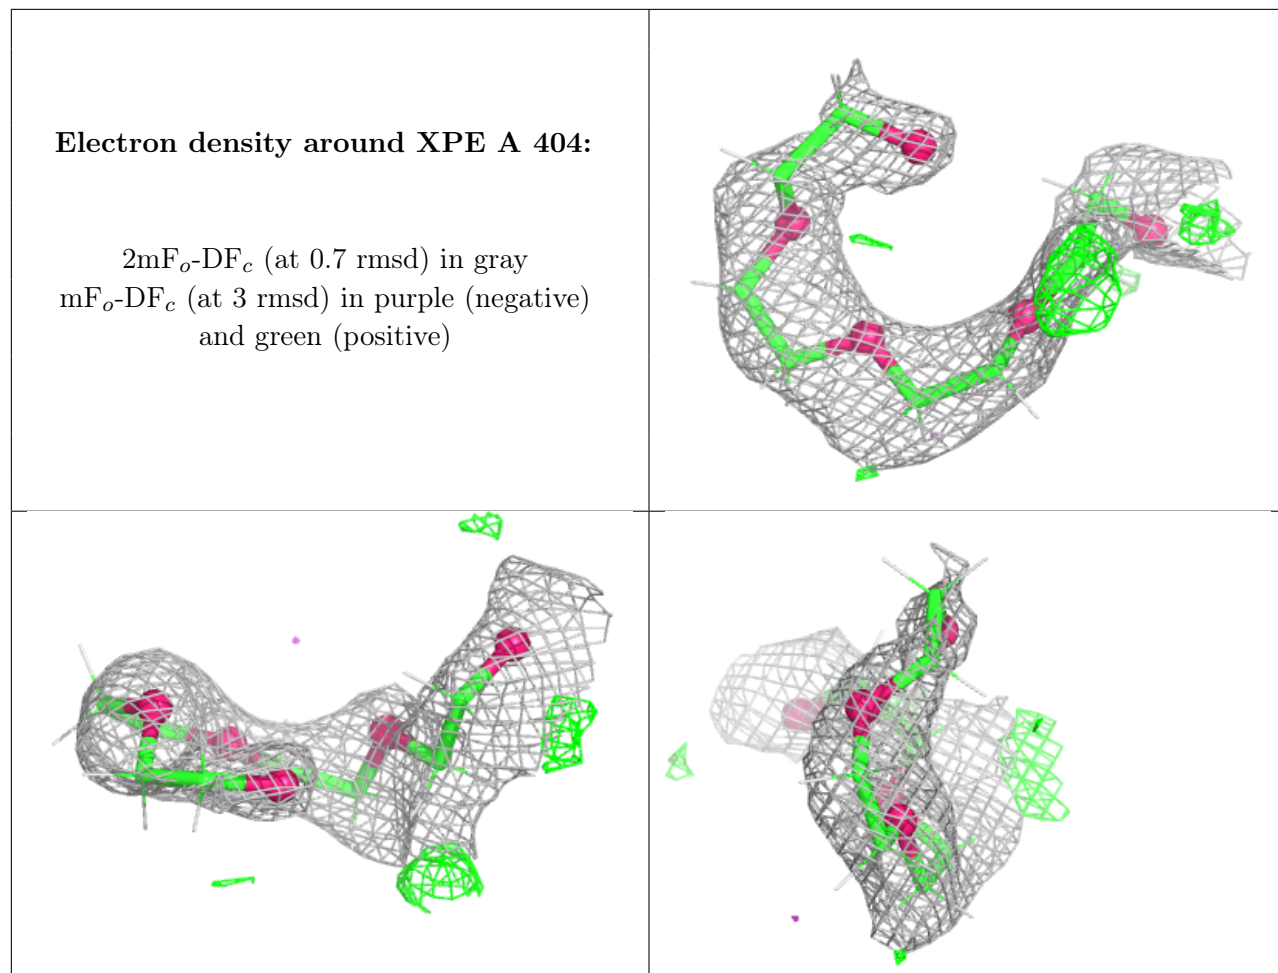 Electron density around XPE A 404:
2mFo-DFc (at 0.7 rmsd) in gray
mFo-DFc (at 3 rmsd) in purple (negative)
and green (positive)